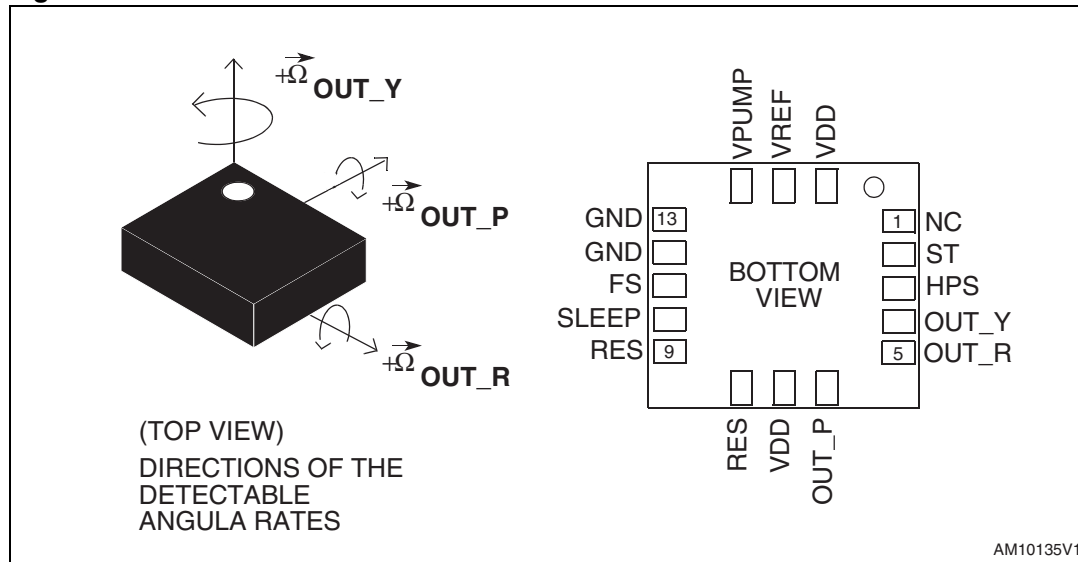 +Ω OUT_Y
+Ω OUT_P
+Ω OUT_R
(TOP VIEW)
DIRECTIONS OF THE
DETECTABLE
ANGULA RATES
VPUMP
VREF
VDD
GND 13
GND
FS
SLEEP
RES 9
BOTTOM
VIEW
1 NC
ST
HPS
OUT_Y
5 OUT_R
RES
VDD
OUT_P
AM10135V1